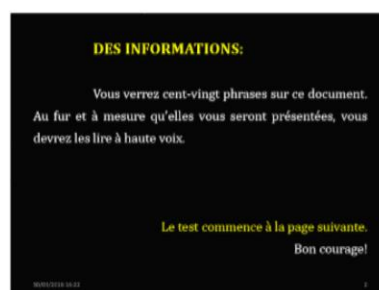 DES INFORMATIONS:
Vous verrez cent-vingt phrases sur ce document.
Au fur et à mesure qu'elles vous seront présentées, vous
devrez les lire à haute voix.
Le test commence à la page suivante.
Bon courage!